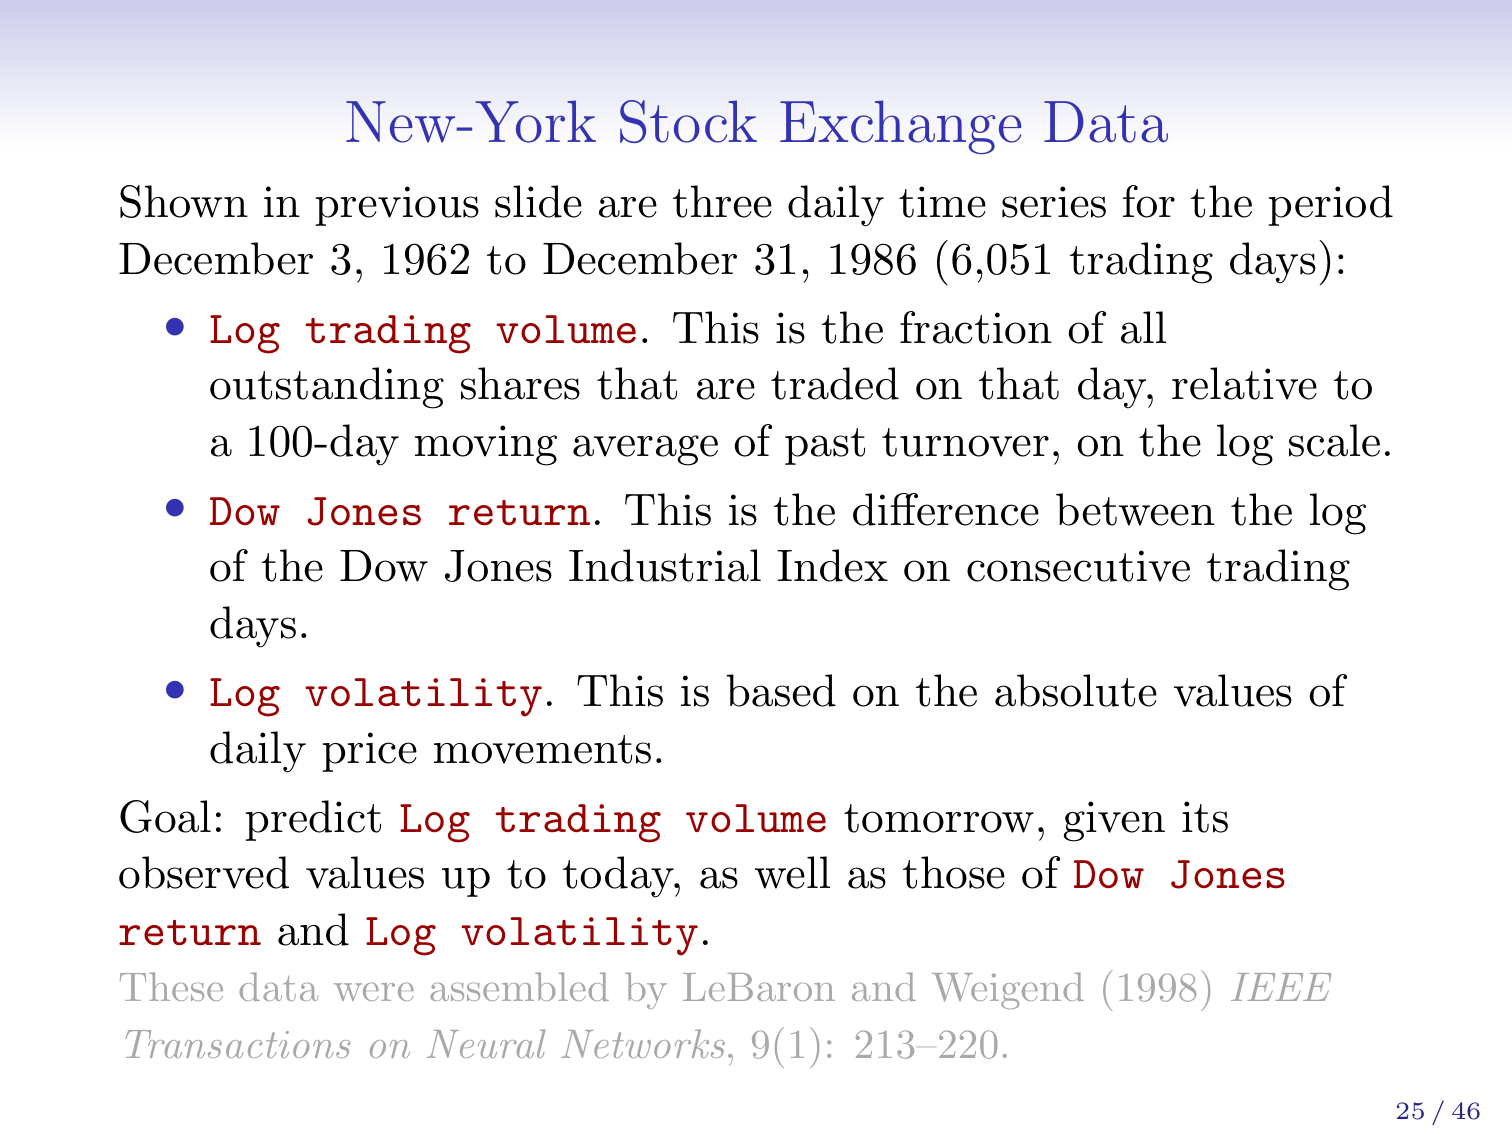 New-York Stock Exchange Data
Shown in previous slide are three daily time series for the period
December 3, 1962 to December 31, 1986 (6,051 trading days):
• Log trading volume. This is the fraction of all
outstanding shares that are traded on that day, relative to
a 100-day moving average of past turnover, on the log scale.
• Dow Jones return. This is the difference between the log
of the Dow Jones Industrial Index on consecutive trading
days.
• Log volatility. This is based on the absolute values of
daily price movements.
Goal: predict Log trading volume tomorrow, given its
observed values up to today, as well as those of Dow Jones
return and Log volatility.
These data were assembled by LeBaron and Weigend (1998) IEEE
Transactions on Neural Networks, 9(1): 213–220.
25 / 46